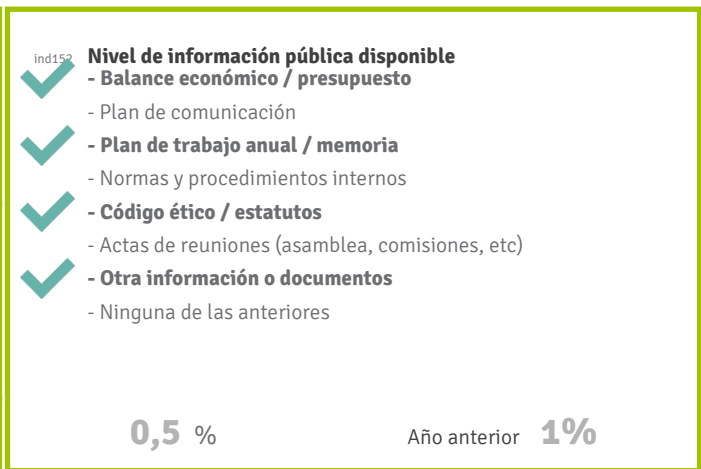 ind152 Nivel de información pública disponible
- Balance económico / presupuesto
- Plan de comunicación
- Plan de trabajo anual / memoria
- Normas y procedimientos internos
- Código ético / estatutos
- Actas de reuniones (asamblea, comisiones, etc)
- Otra información o documentos
- Ninguna de las anteriores
0,5 % Año anterior 1%